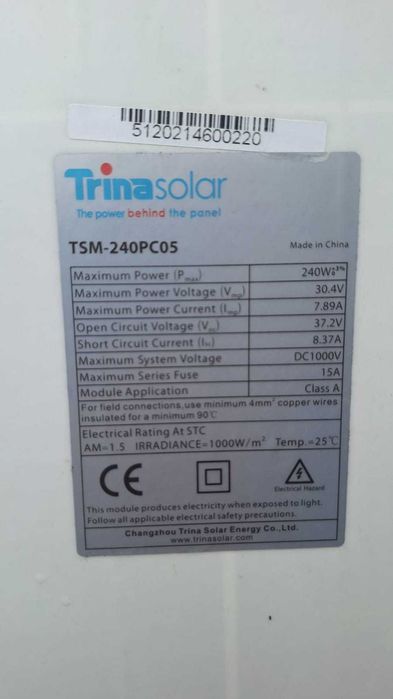 5120214600220
Trinasolar
The power behind the panel
TSM-240PC05 Made in China
Maximum Power (Pmax) 240W+3%
Maximum Power Voltage (Vmp) 30.4V
Maximum Power Current (Imp) 7.89A
Open Circuit Voltage (Voc) 37.2V
Short Circuit Current (Isc) 8.37A
Maximum System Voltage DC1000V
Maximum Series Fuse 15A
Module Application Class A
For field connections,use minimum 4mm² copper wires
insulated for a minimum 90℃
Electrical Rating At STC
AM=1.5 IRRADIANCE=1000W/m² Temp.=25℃
CE
Electrical Hazard
This module produces electricity when exposed to light.
Follow all applicable electrical safety precautions.
Changzhou Trina Solar Energy Co.,Ltd.
www.trinasolar.com